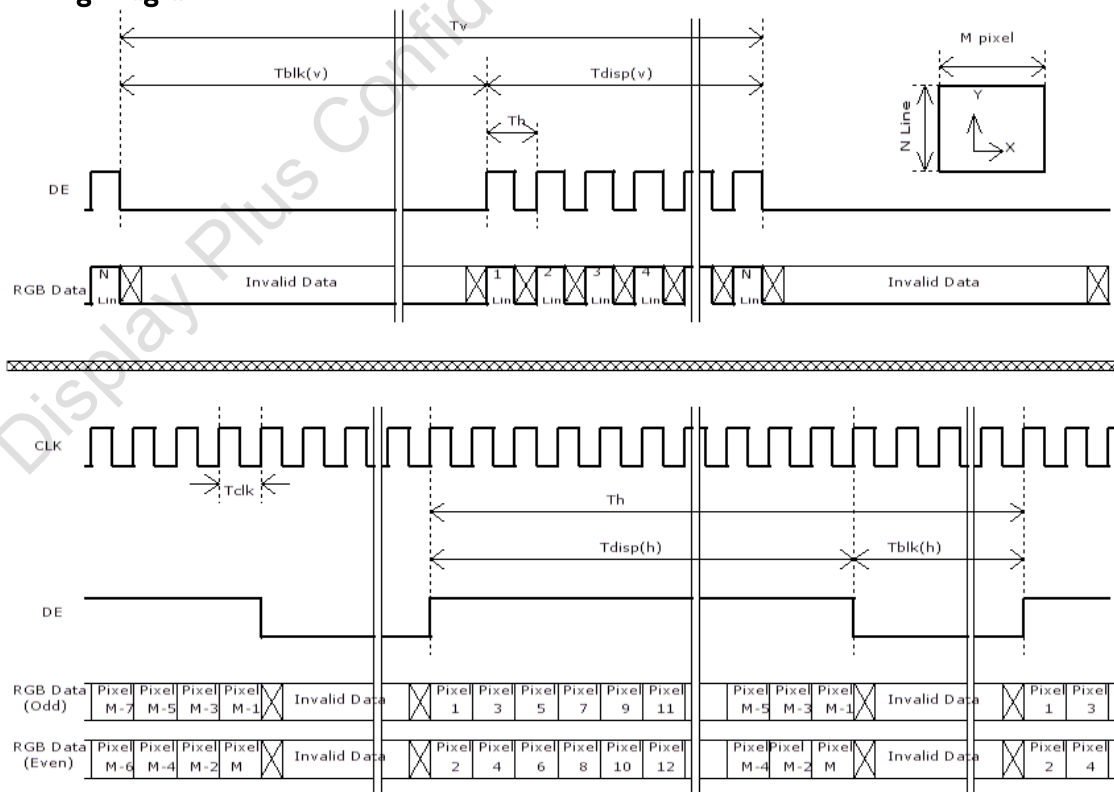 Tv
M pixel
Tblk(v)
Tdisp(v)
Y
Th
N Line
X
DE
RGB Data
N
Lin
Invalid Data
1
Lin
2
Lin
3
Lin
4
Lin
N
Lin
Invalid Data
Display Plus
CLK
Tclk
Th
Tdisp(h)
Tblk(h)
DE
RGB Data
(Odd)
Pixel Pixel Pixel Pixel
M-7 M-5 M-3 M-1
Invalid Data
Pixel Pixel Pixel Pixel Pixel Pixel
1 3 5 7 9 11
Pixel Pixel Pixel
M-5 M-3 M-1
Invalid Data
Pixel Pixel
1 3
RGB Data
(Even)
Pixel Pixel Pixel Pixel
M-6 M-4 M-2 M
Invalid Data
Pixel Pixel Pixel Pixel Pixel Pixel
2 4 6 8 10 12
Pixel Pixel Pixel
M-4 M-2 M
Invalid Data
Pixel Pixel
2 4